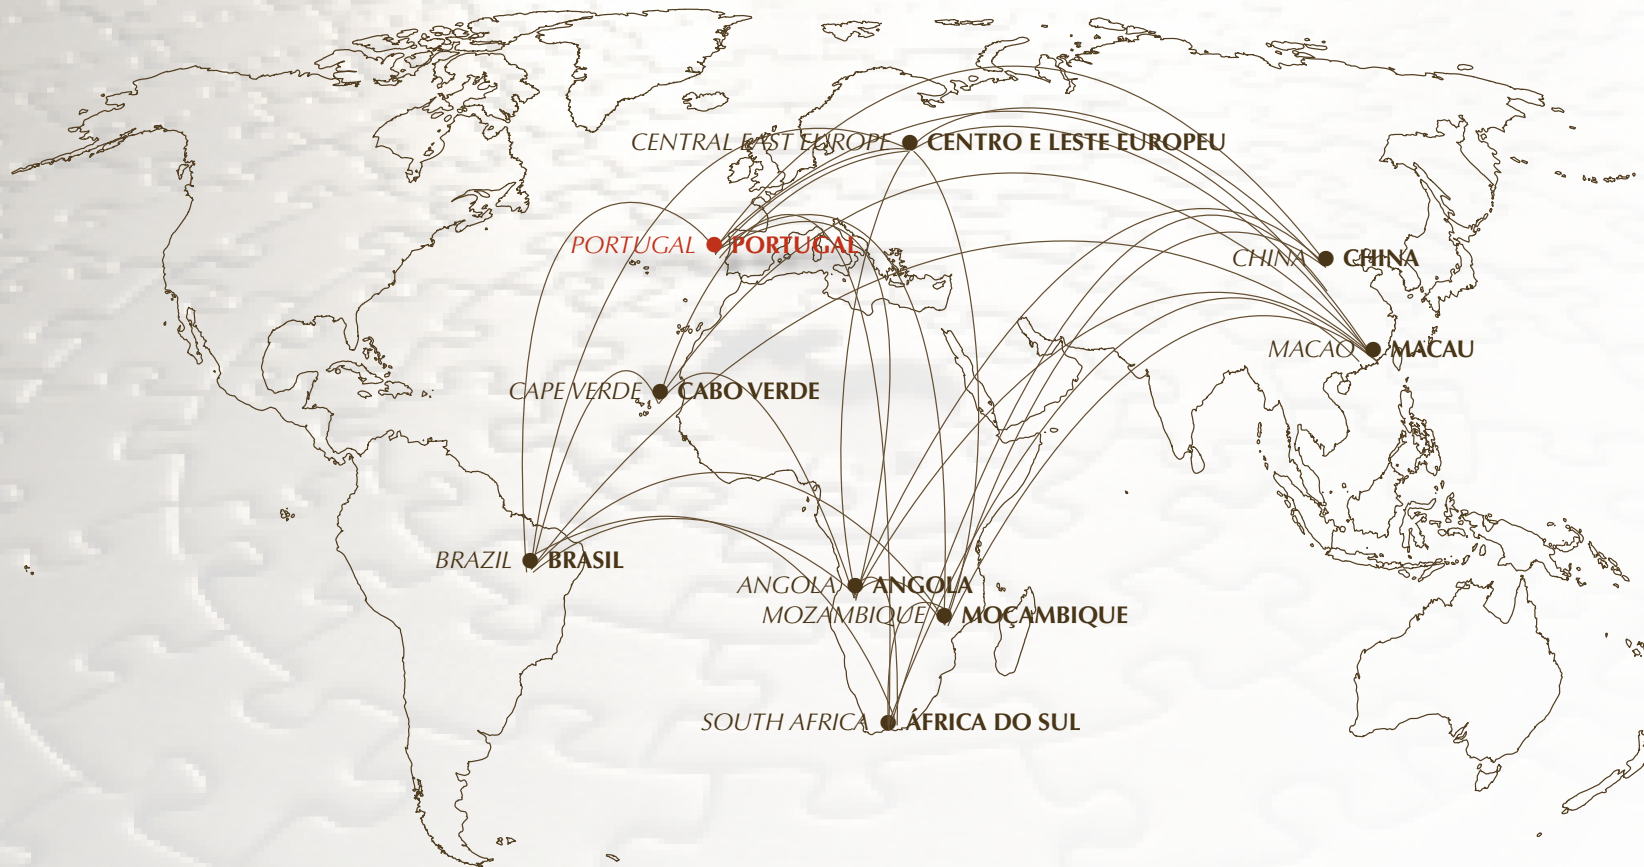 CENTRAL EAST EUROPE CENTRO E LESTE EUROPEU
PORTUGAL PORTUGAL
CHINA CHINA
MACAO MACAU
CAPE VERDE CABO VERDE
BRAZIL BRASIL
ANGOLA ANGOLA
MOZAMBIQUE MOÇAMBIQUE
SOUTH AFRICA ÁFRICA DO SUL